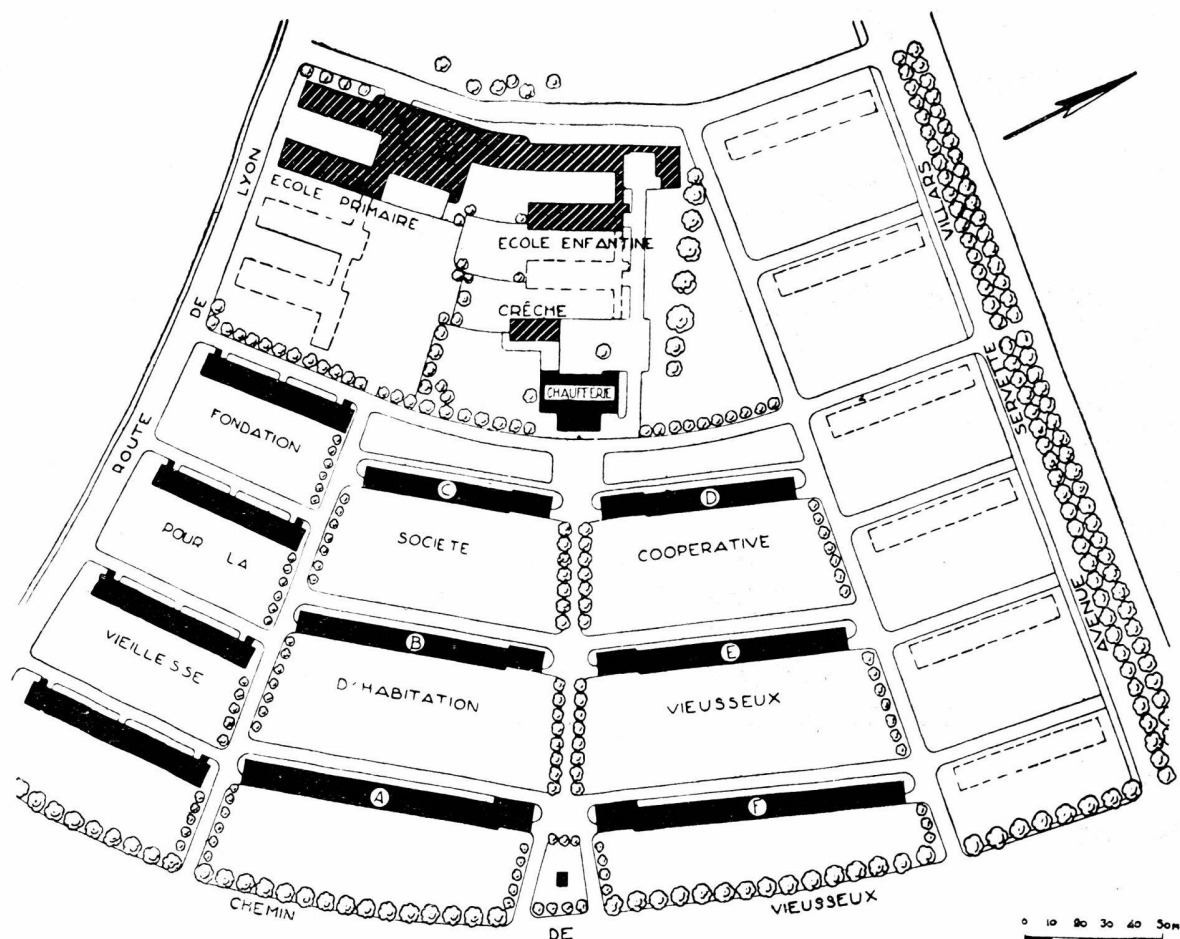 ROUTE DE LYON
ECOLE PRIMAIRE
ECOLE ENFANTINE
CRÊCHE
CHAUFFERIE
AVENUE SERVETTE VILLARS
FONDATION
POUR LA
VIEILLESSE
C
D
SOCIETE
COOPERATIVE
B
E
D'HABITATION
VIEUSSEUX
A
F
CHEMIN DE VIEUSSEUX
0 10 20 30 40 50m